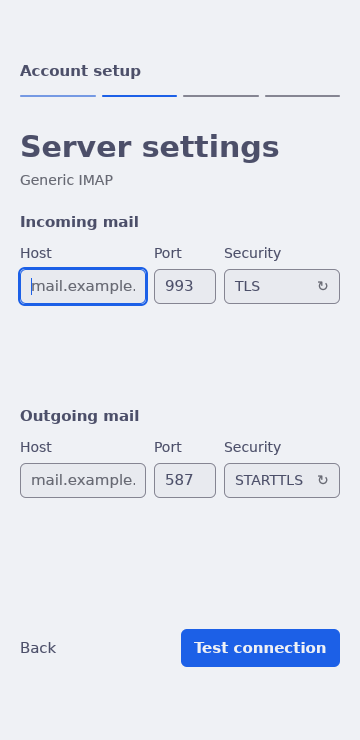 Account setup
Server settings
Generic IMAP
Incoming mail
Host Port Security
mail.example. 993 TLS ↻
Outgoing mail
Host Port Security
mail.example. 587 STARTTLS ↻
Back Test connection